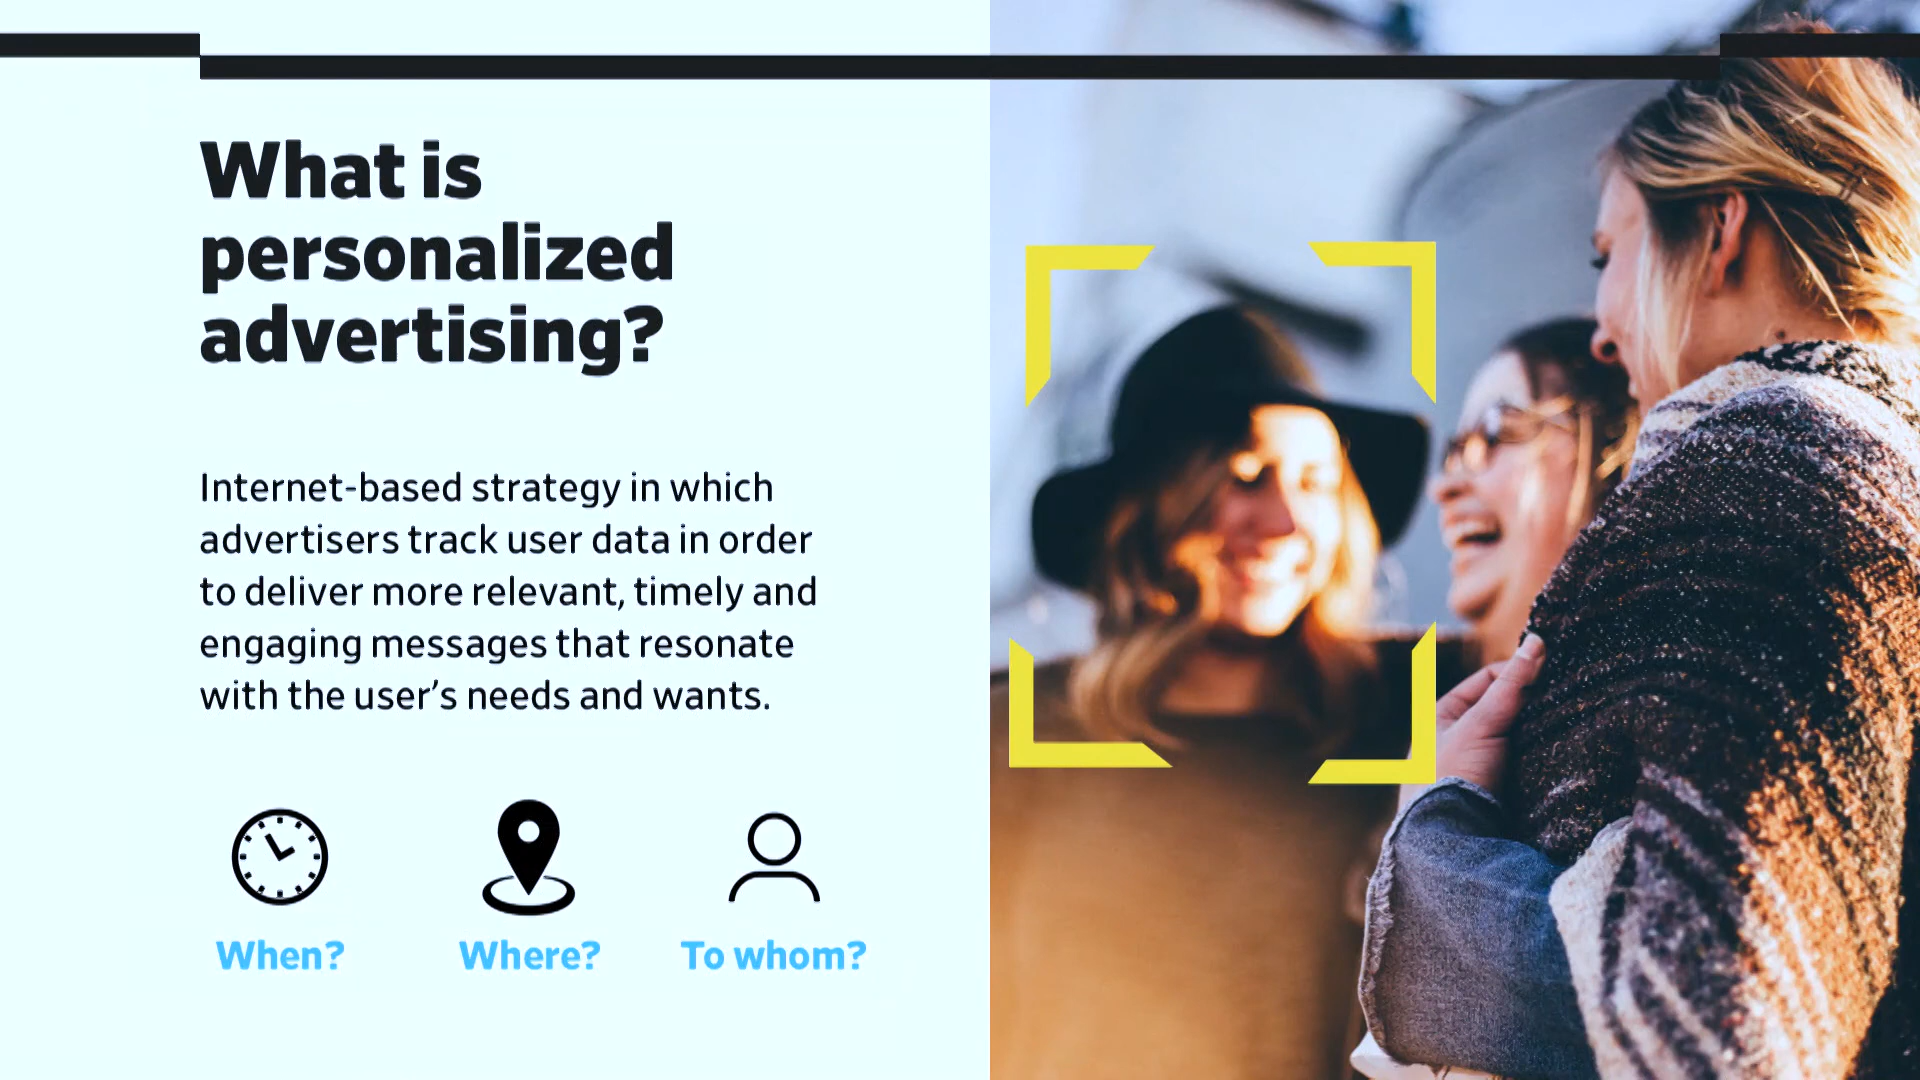 What is
personalized
advertising?
Internet-based strategy in which
advertisers track user data in order
to deliver more relevant, timely and
engaging messages that resonate
with the user’s needs and wants.
When?
Where?
To whom?